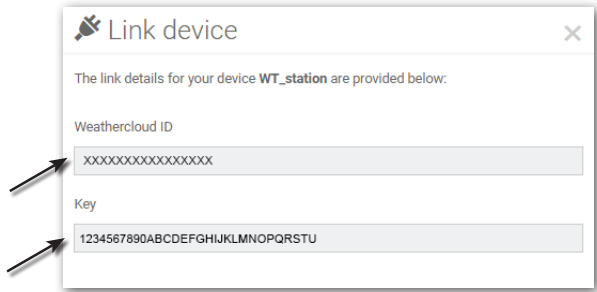 Link device
The link details for your device WT_station are provided below:
Weathercloud ID
XXXXXXXXXXXXXXXX
Key
1234567890ABCDEFGHIJKLMNOPQRSTU